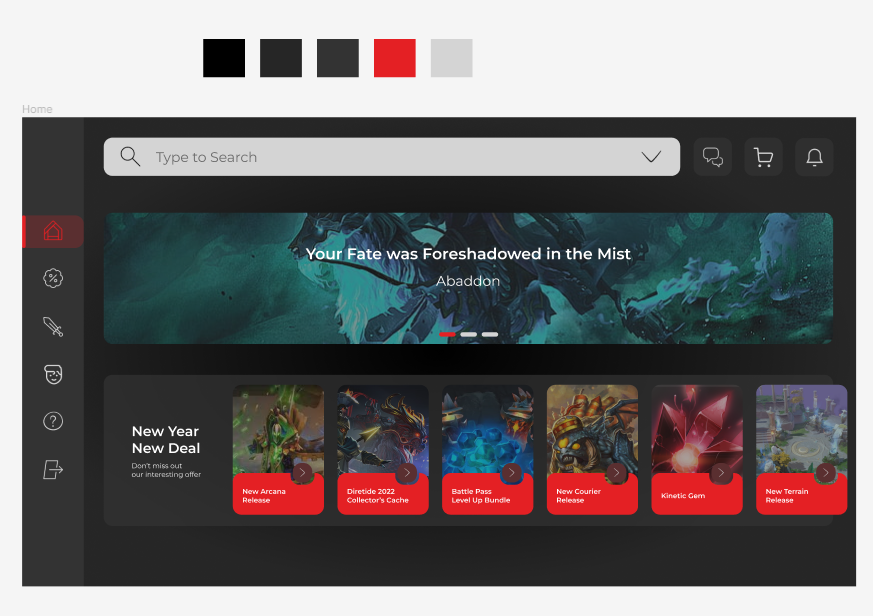 Home
Type to Search
Your Fate was Foreshadowed in the Mist
Abaddon
New Year
New Deal
Don't miss out
our interesting offer
New Arcana
Release
Diretide 2022
Collector's Cache
Battle Pass
Level Up Bundle
New Courier
Release
Kinetic Gem
New Terrain
Release